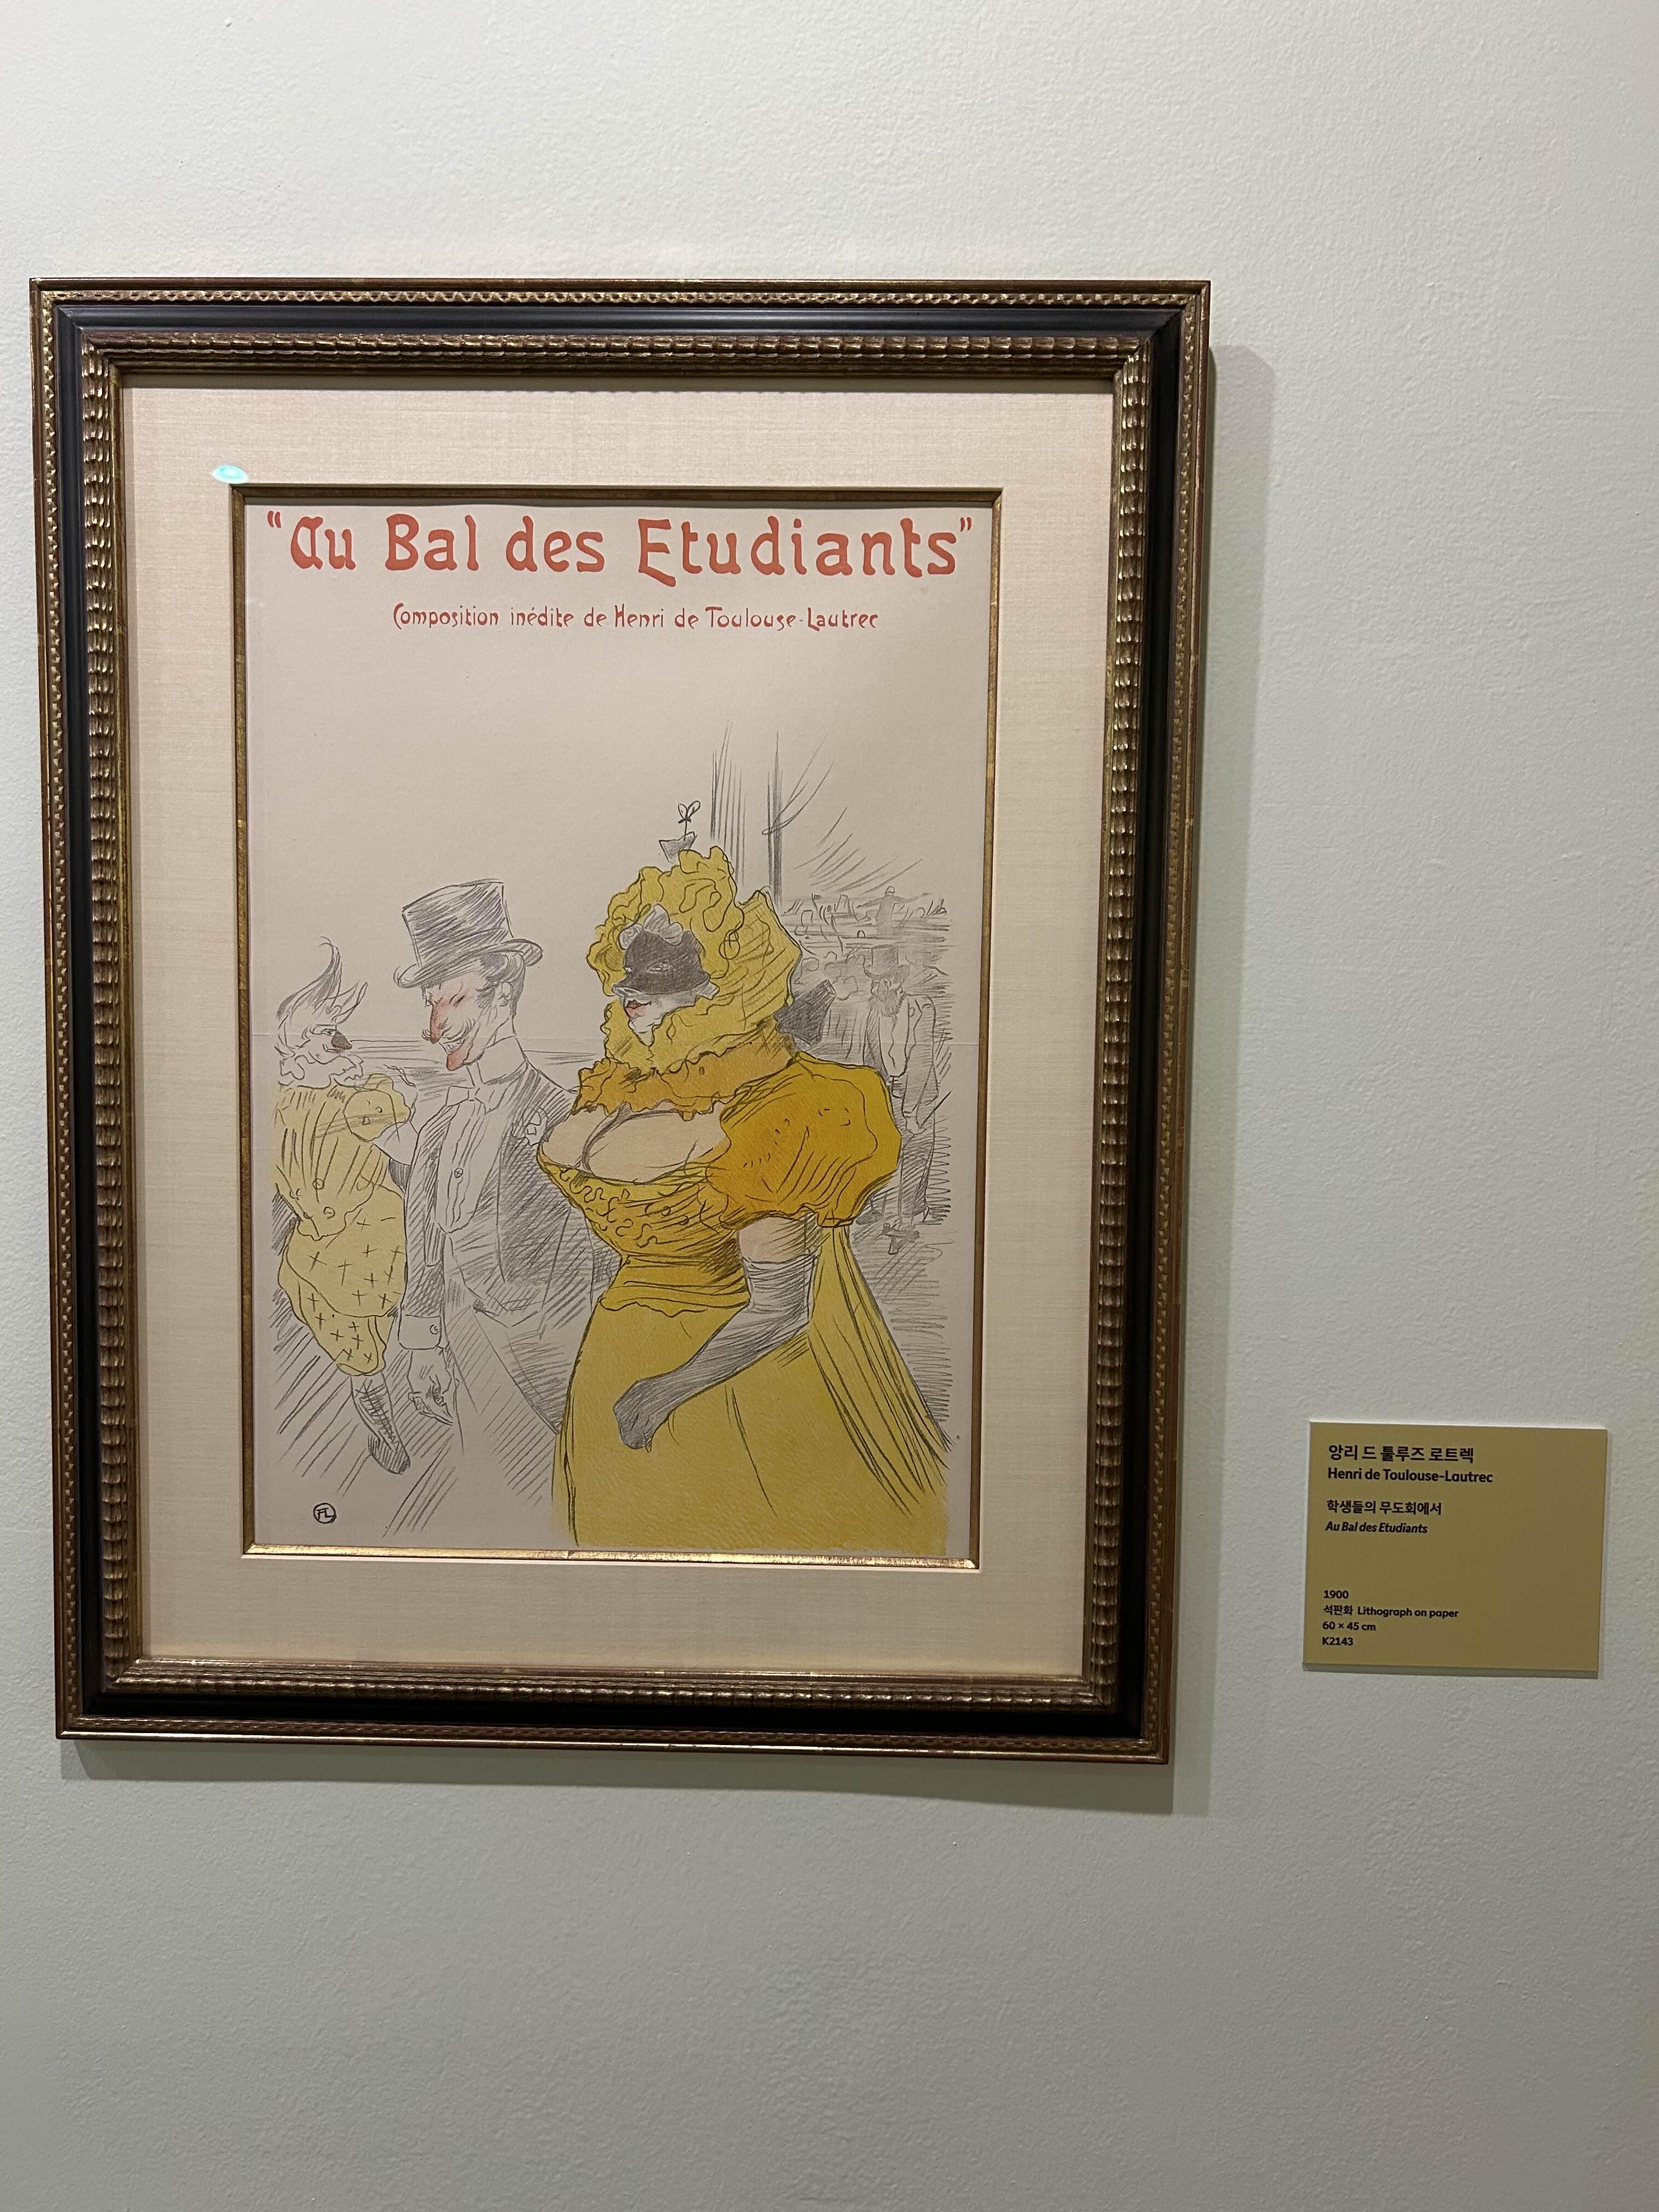 "Au Bal des Etudiants"
Composition inédite de Henri de Toulouse-Lautrec
앙리 드 툴루즈 로트렉
Henri de Toulouse-Lautrec
학생들의 무도회에서
Au Bal des Etudiants
1900
석판화 Lithograph on paper
60 × 45 cm
K2143